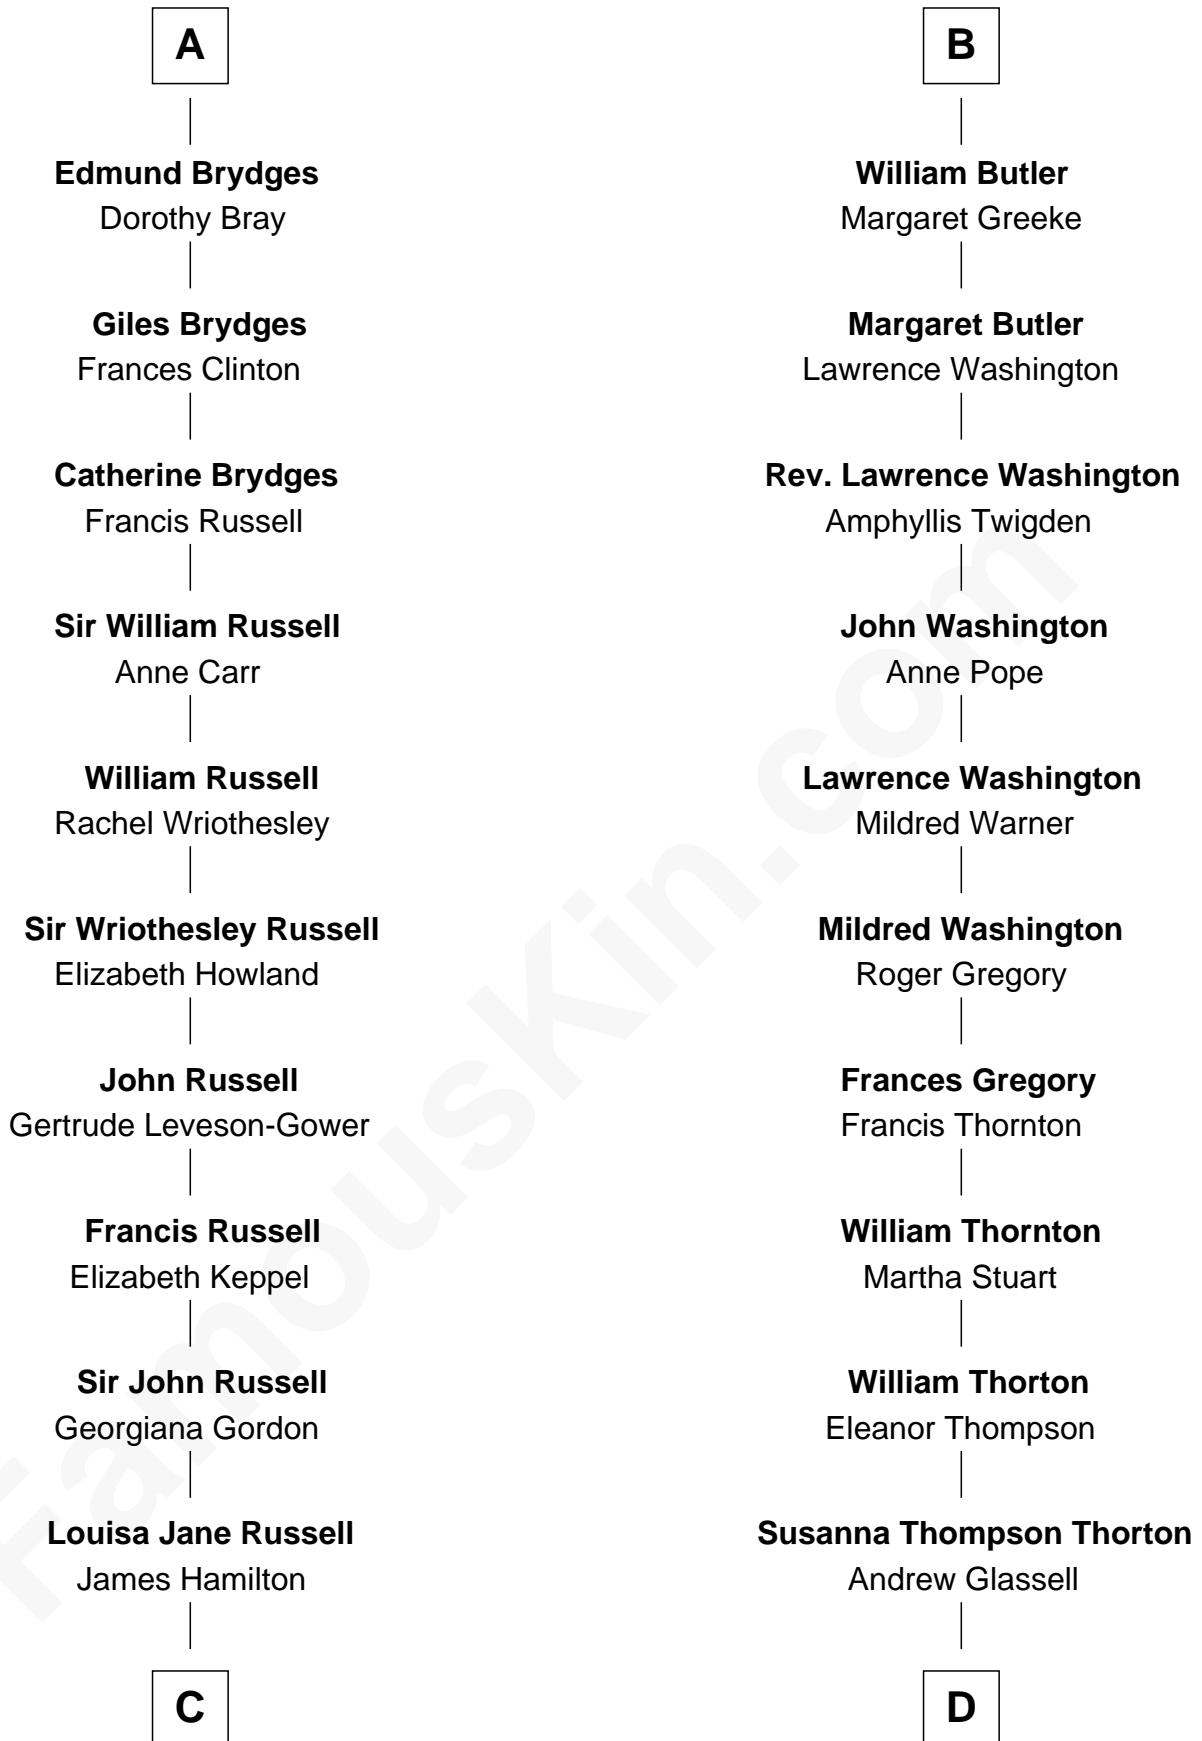 A
Edmund Brydges
Dorothy Bray
Giles Brydges
Frances Clinton
Catherine Brydges
Francis Russell
Sir William Russell
Anne Carr
William Russell
Rachel Wriothesley
Sir Wriothesley Russell
Elizabeth Howland
John Russell
Gertrude Leveson-Gower
Francis Russell
Elizabeth Keppel
Sir John Russell
Georgiana Gordon
Louisa Jane Russell
James Hamilton
C
B
William Butler
Margaret Greeke
Margaret Butler
Lawrence Washington
Rev. Lawrence Washington
Amphyllis Twigden
John Washington
Anne Pope
Lawrence Washington
Mildred Warner
Mildred Washington
Roger Gregory
Frances Gregory
Francis Thornton
William Thornton
Martha Stuart
William Thorton
Eleanor Thompson
Susanna Thompson Thorton
Andrew Glassell
D
FamousKin.com